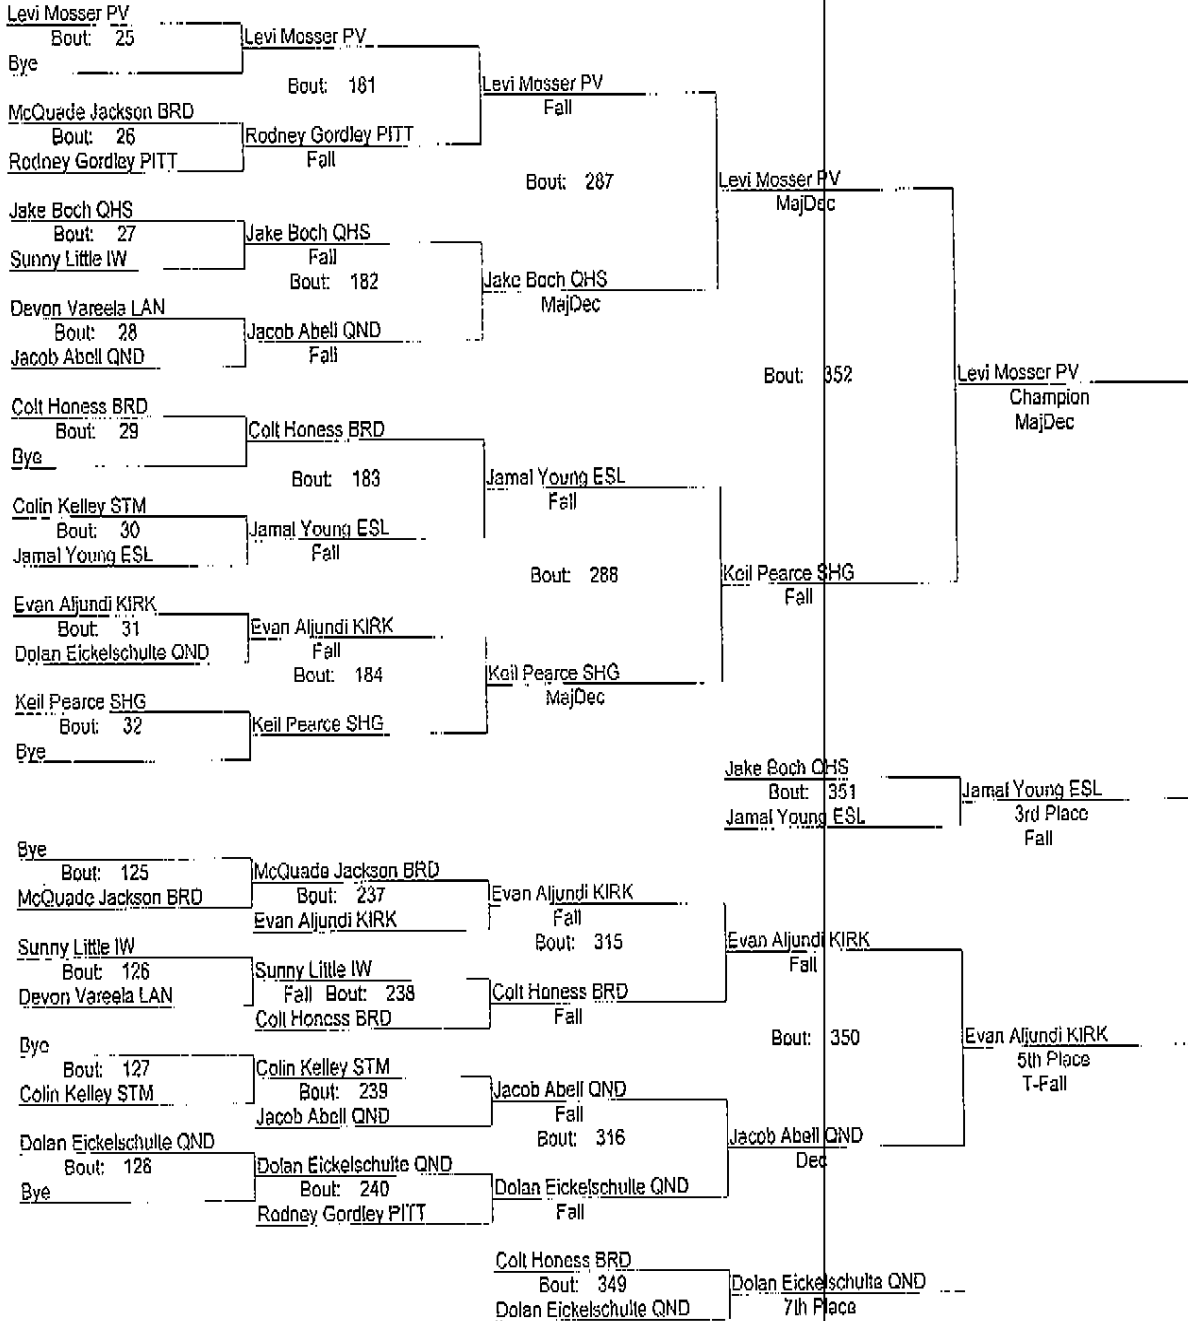 Levi Mosser PV
Bout: 25
Bye
Levi Mosser PV
Bout: 181
McQuade Jackson BRD
Bout: 26
Rodney Gordley PITT
Rodney Gordley PITT
Fall
Levi Mosser PV
Fall
Bout: 287
Jake Boch QHS
Bout: 27
Sunny Little IW
Jake Boch QHS
Fall
Bout: 182
Devon Vareela LAN
Bout: 28
Jacob Abell QND
Jacob Abell QND
Fall
Jake Boch QHS
MajDec
Levi Mosser PV
MajDec
Bout: 352
Colt Honess BRD
Bout: 29
Bye
Colt Honess BRD
Bout: 183
Colin Kelley STM
Bout: 30
Jamal Young ESL
Jamal Young ESL
Fall
Jamal Young ESL
Fall
Bout: 288
Evan Aljundi KIRK
Bout: 31
Dolan Eickelschulte QND
Evan Aljundi KIRK
Fall
Bout: 184
Keil Pearce SHG
Bout: 32
Bye
Keil Pearce SHG
Keil Pearce SHG
MajDec
Keil Pearce SHG
Fall
Levi Mosser PV
Champion
MajDec
Jake Boch QHS
Bout: 351
Jamal Young ESL
Jamal Young ESL
3rd Place
Fall
Bye
Bout: 125
McQuade Jackson BRD
McQuade Jackson BRD
Bout: 237
Evan Aljundi KIRK
Evan Aljundi KIRK
Fall
Bout: 315
Sunny Little IW
Bout: 126
Devon Vareela LAN
Sunny Little IW
Fall Bout: 238
Colt Honess BRD
Colt Honess BRD
Fall
Evan Aljundi KIRK
Fall
Bout: 350
Bye
Bout: 127
Colin Kelley STM
Colin Kelley STM
Bout: 239
Jacob Abell QND
Jacob Abell QND
Fall
Bout: 316
Dolan Eickelschulte QND
Bout: 128
Bye
Dolan Eickelschulte QND
Bout: 240
Rodney Gordley PITT
Dolan Eickelschulte QND
Fall
Jacob Abell QND
Dec
Evan Aljundi KIRK
5th Place
T-Fall
Colt Honess BRD
Bout: 349
Dolan Eickelschulte QND
Dolan Eickelschulte QND
7th Place